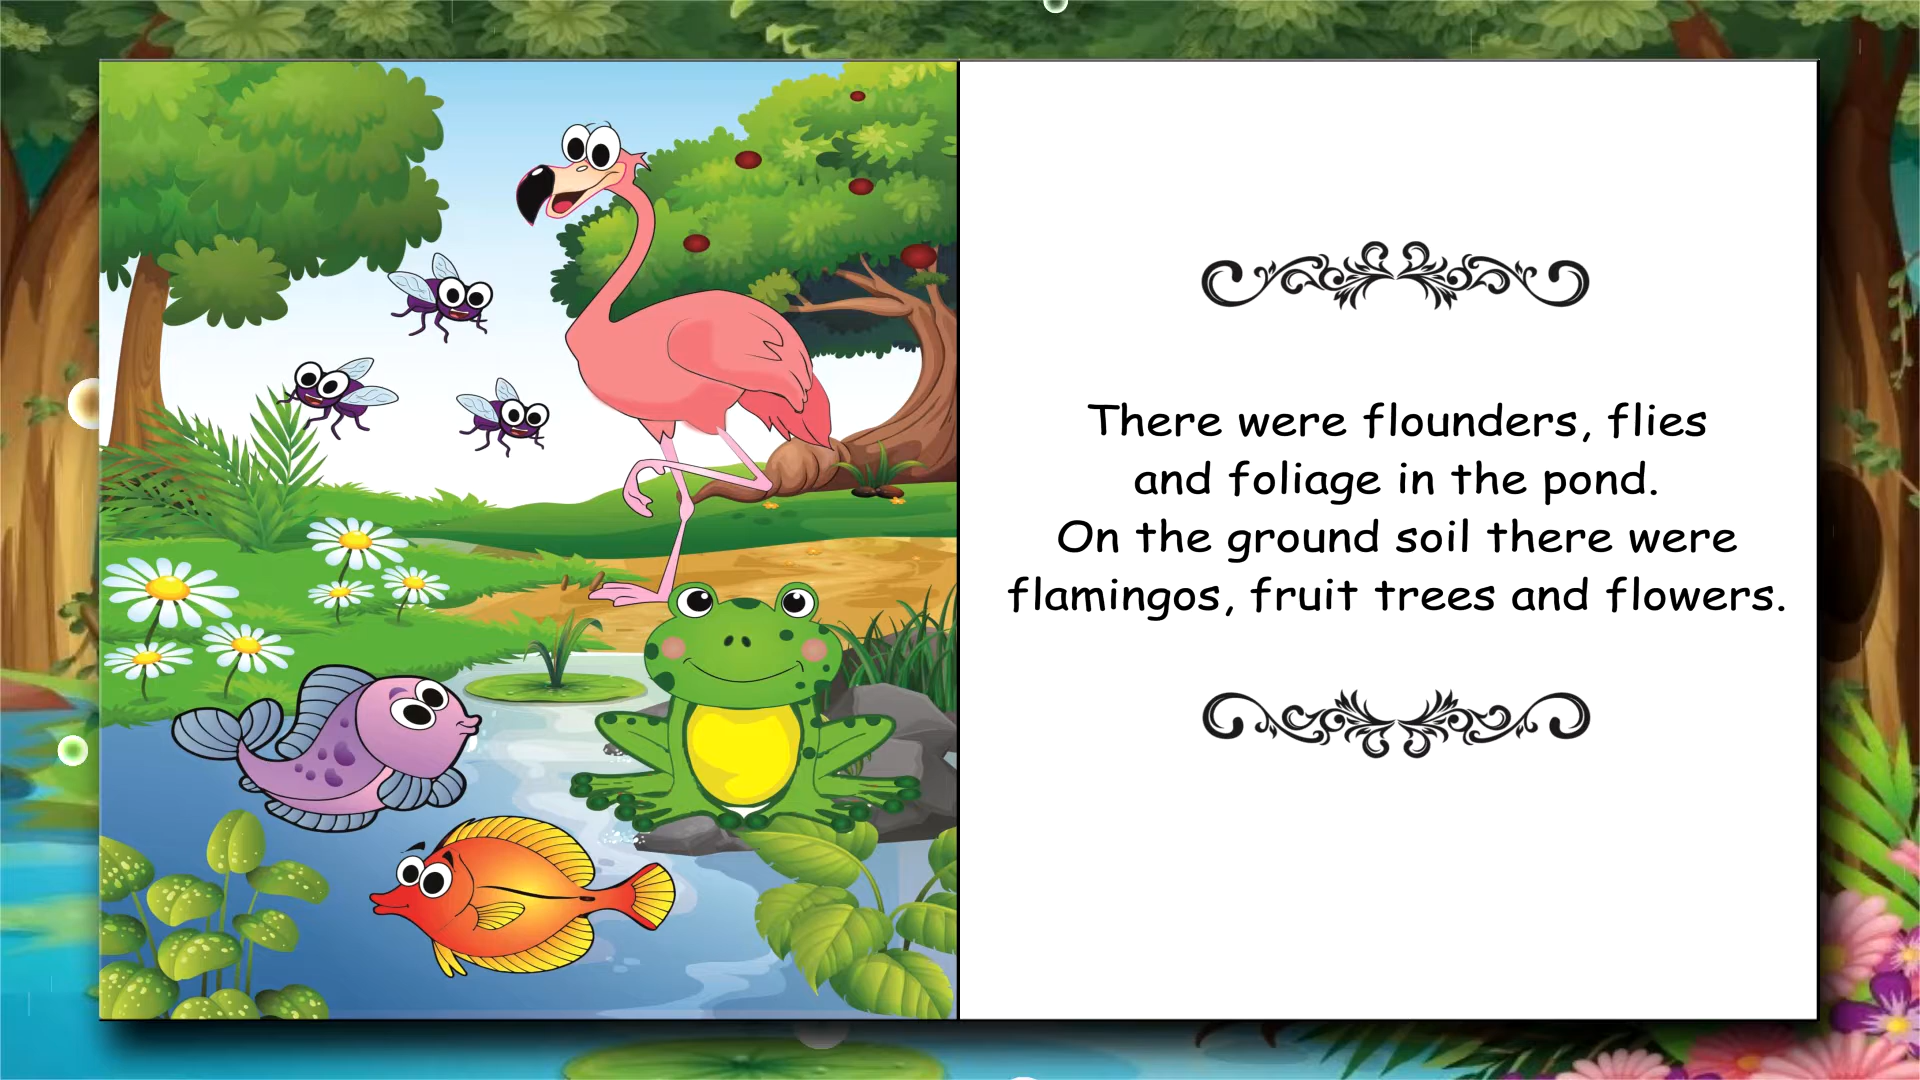 There were flounders, flies
and foliage in the pond.
On the ground soil there were
flamingos, fruit trees and flowers.